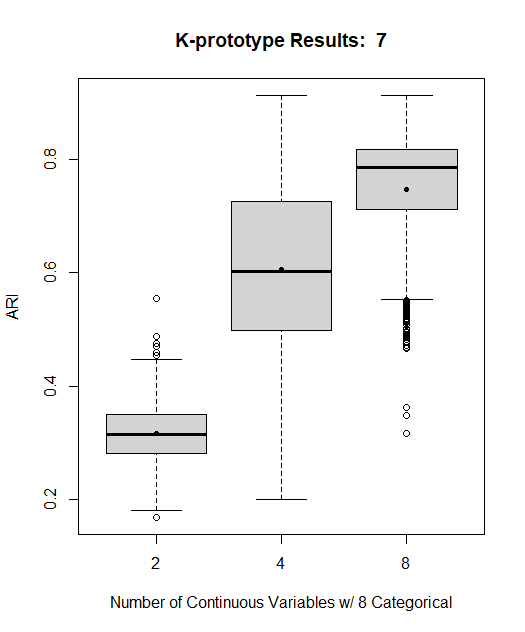 K-prototype Results:  7
ARI
0.8
0.6
0.4
0.2
2 4 8
Number of Continuous Variables w/ 8 Categorical